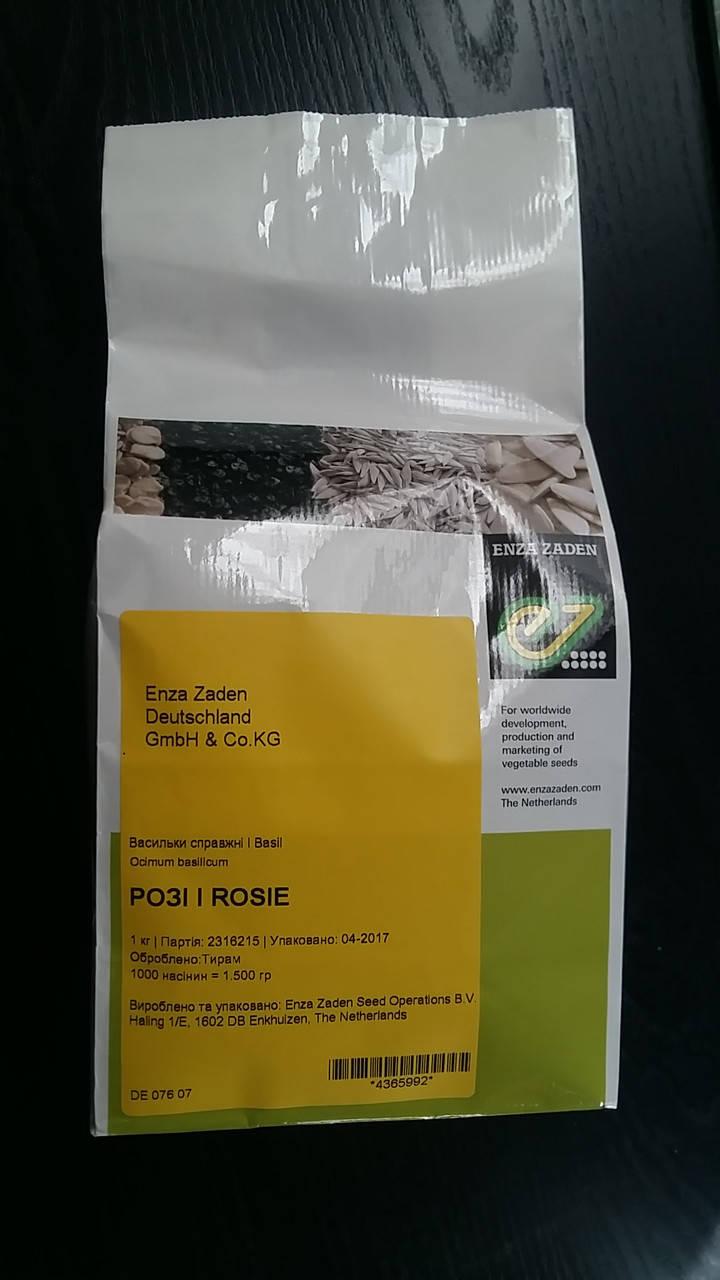 ENZA ZADEN
For worldwide
development,
production and
marketing of
vegetable seeds
www.enzazaden.com
The Netherlands
Enza Zaden
Deutschland
GmbH & Co.KG
Васильки справжні | Basil
Ocimum basilicum
РОЗІ | ROSIE
1 кг | Партія: 2316215 | Упаковано: 04-2017
Оброблено:Тирам
1000 насінин = 1.500 гр
Вироблено та упаковано: Enza Zaden Seed Operations B.V.
Haling 1/E, 1602 DB Enkhuizen, The Netherlands
*4365992*
DE 076 07